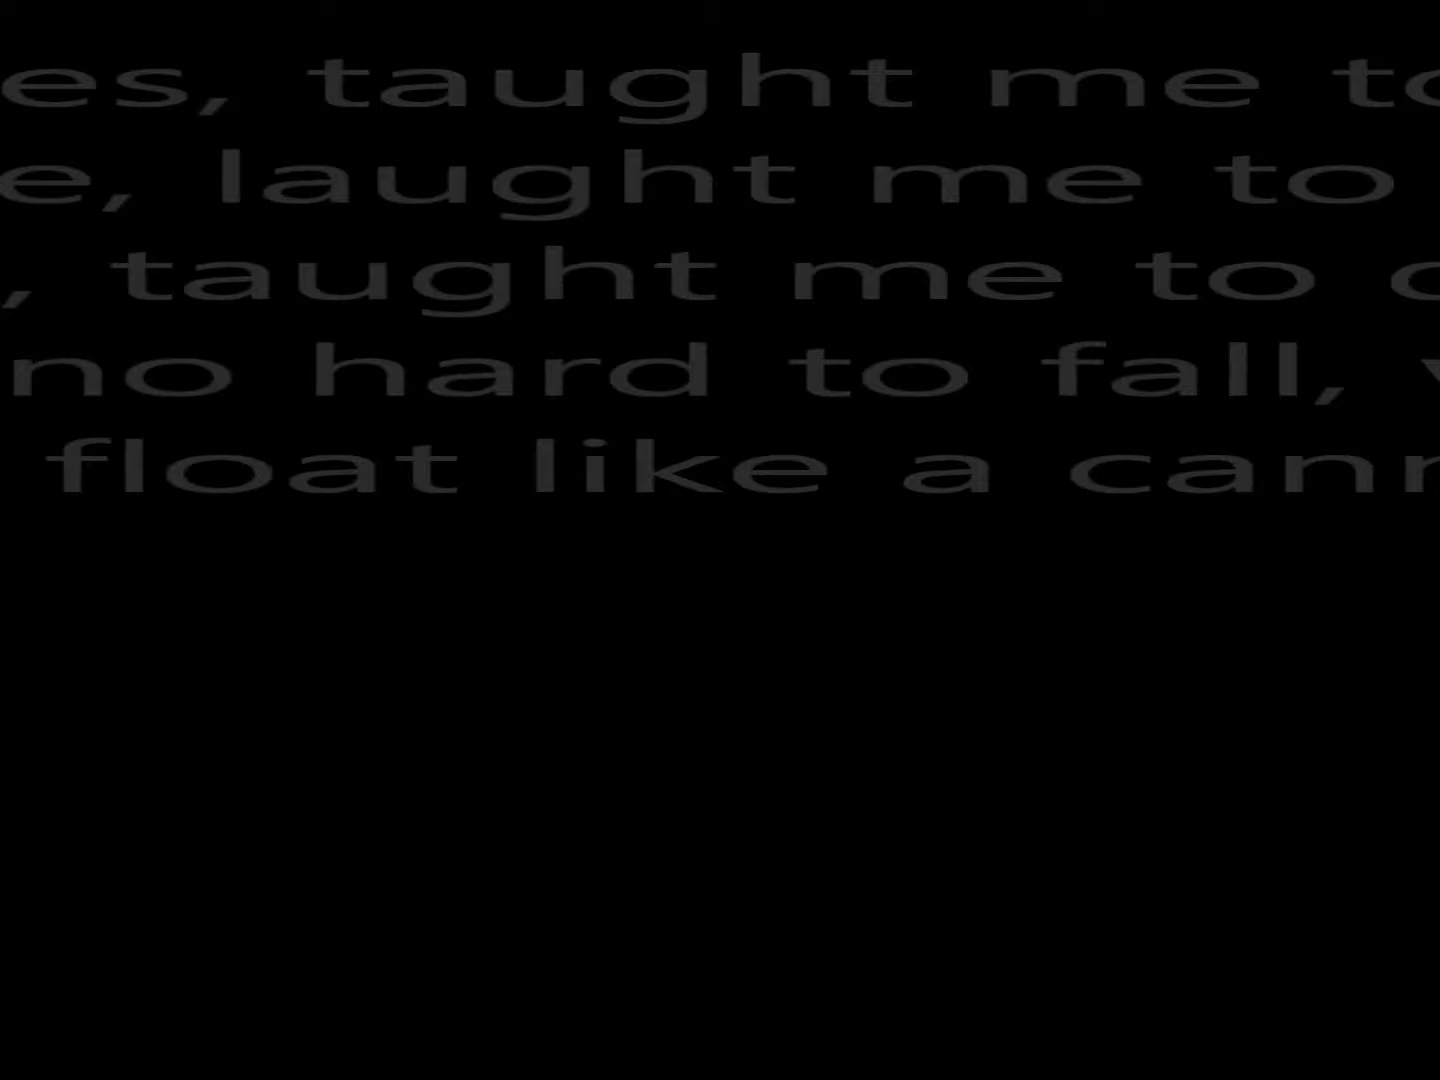 es, taught me to
e, laught me to
, taught me to c
no hard to fall,
float like a cann